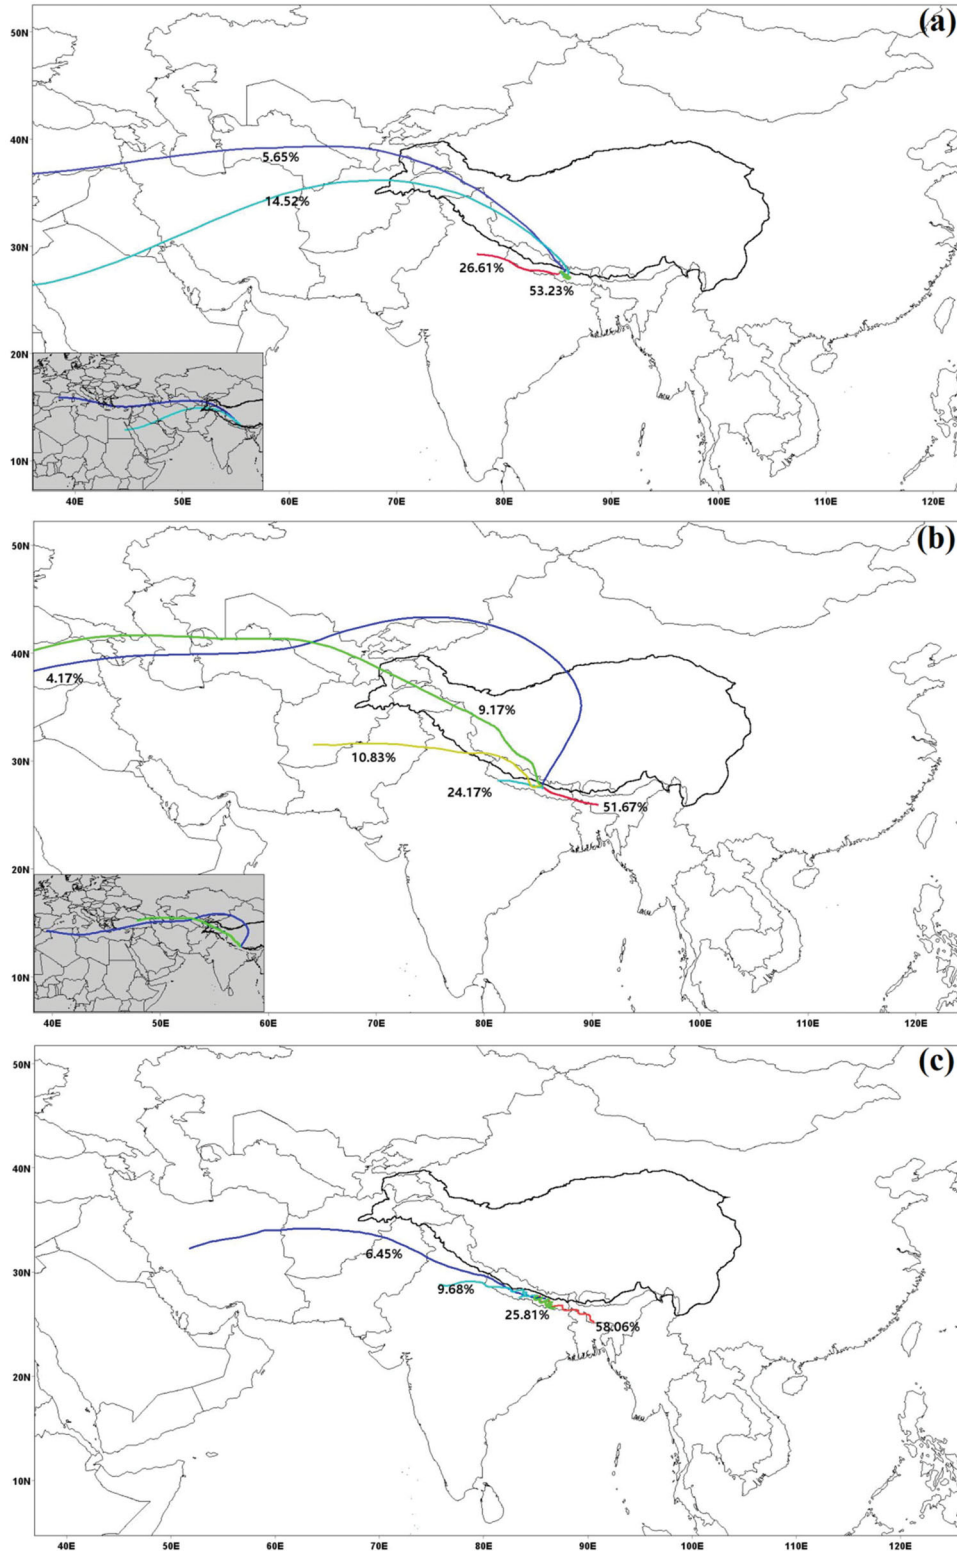 (a)
50N
40N
5.65%
14.52%
30N
26.61%
53.23%
20N
10N
40E 50E 60E 70E 80E 90E 100E 110E 120E
(b)
50N
40N
4.17%
9.17%
10.83%
30N
24.17%
51.67%
20N
10N
40E 50E 60E 70E 80E 90E 100E 110E 120E
(c)
50N
40N
6.45%
30N
9.68%
25.81%
58.06%
20N
10N
40E 50E 60E 70E 80E 90E 100E 110E 120E